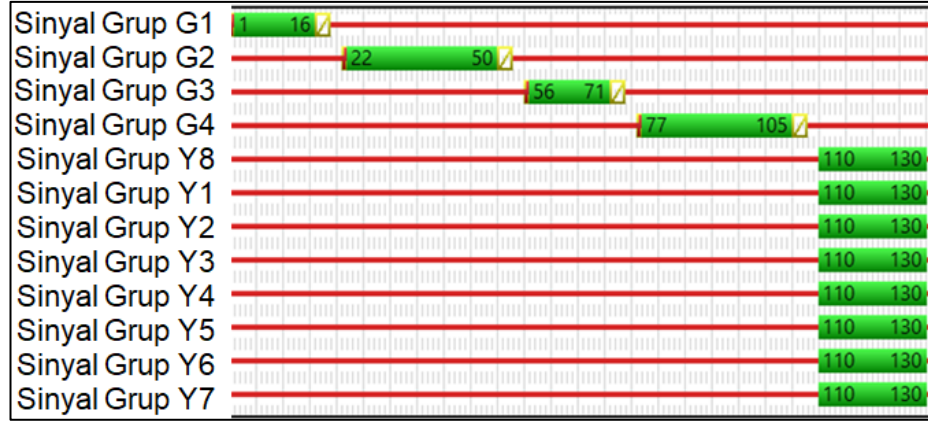 Sinyal Grup G1 1 16
Sinyal Grup G2 22 50
Sinyal Grup G3 56 71
Sinyal Grup G4 77 105
Sinyal Grup Y8 110 130
Sinyal Grup Y1 110 130
Sinyal Grup Y2 110 130
Sinyal Grup Y3 110 130
Sinyal Grup Y4 110 130
Sinyal Grup Y5 110 130
Sinyal Grup Y6 110 130
Sinyal Grup Y7 110 130